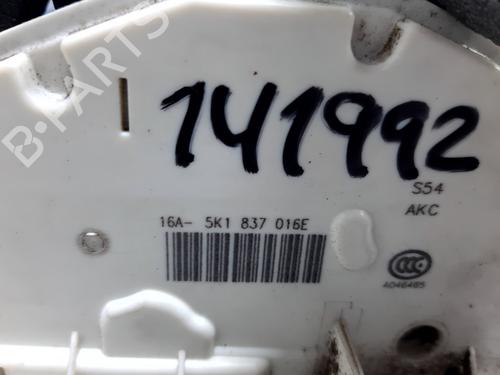 B-PARTS
141992
S54
AKC
16A- 5K1 837 016E
CCC
A046485